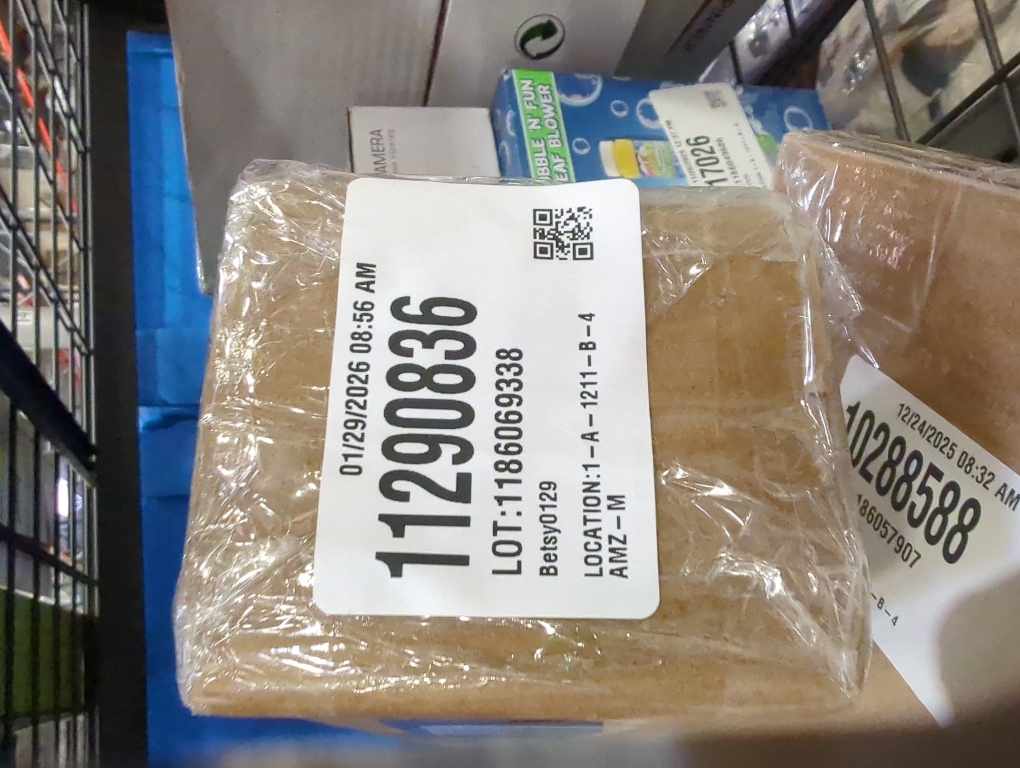 01/29/2026 08:56 AM
11290836
LOT:1186069338
Betsy0129
LOCATION:1-A-1211-B-4
AMZ-M
12/24/2025 08:32 AM
10288588
186057907
-B-4
17026
BBLE N' FUN
EAF BLOWER
AMERA